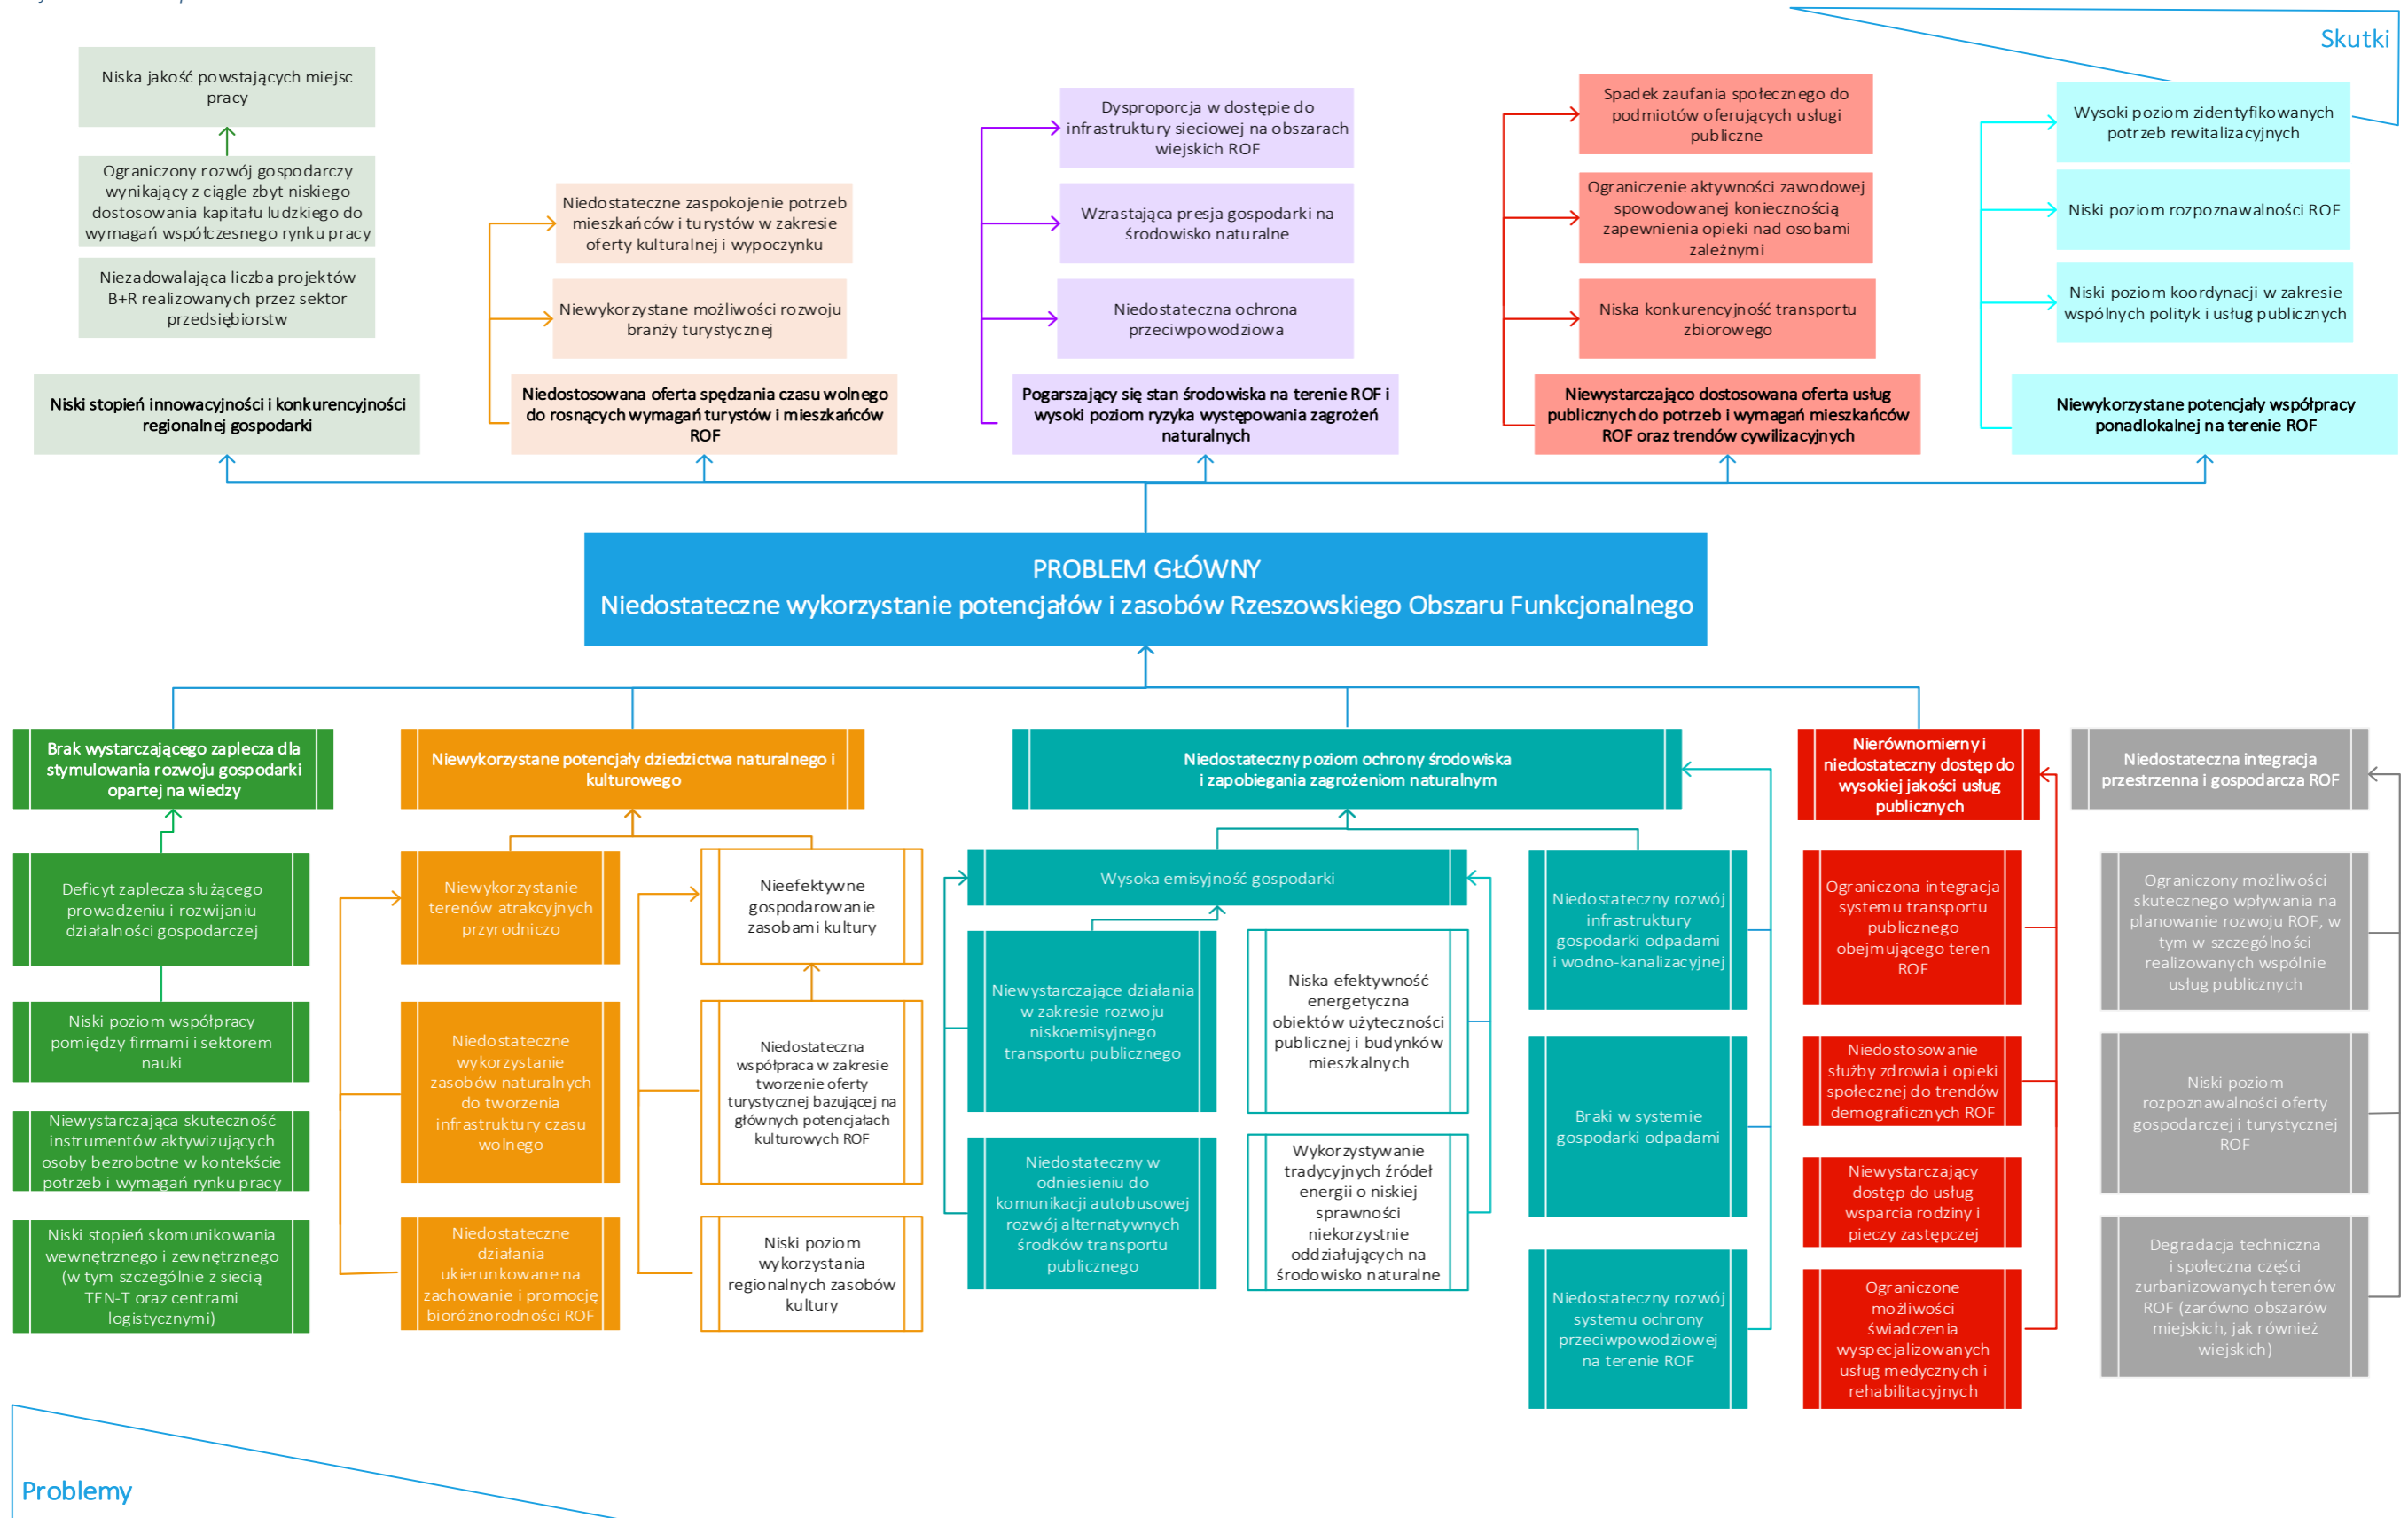 Skutki
Niska jakość powstających miejsc
pracy
Ograniczony rozwój gospodarczy
wynikający z ciągle zbyt niskiego
dostosowania kapitału ludzkiego do
wymagań współczesnego rynku pracy
Niezadowalająca liczba projektów
B+R realizowanych przez sektor
przedsiębiorstw
Niski stopień innowacyjności i konkurencyjności
regionalnej gospodarki
Niedostateczne zaspokojenie potrzeb
mieszkańców i turystów w zakresie
oferty kulturalnej i wypoczynku
Niewykorzystane możliwości rozwoju
branży turystycznej
Niedostosowana oferta spędzania czasu wolnego
do rosnących wymagań turystów i mieszkańców
ROF
Dysproporcja w dostępie do
infrastruktury sieciowej na obszarach
wiejskich ROF
Wzrastająca presja gospodarki na
środowisko naturalne
Niedostateczna ochrona
przeciwpowodziowa
Pogarszający się stan środowiska na terenie ROF i
wysoki poziom ryzyka występowania zagrożeń
naturalnych
Spadek zaufania społecznego do
podmiotów oferujących usługi
publiczne
Ograniczenie aktywności zawodowej
spowodowanej koniecznością
zapewnienia opieki nad osobami
zależnymi
Niska konkurencyjność transportu
zbiorowego
Niewystarczająco dostosowana oferta usług
publicznych do potrzeb i wymagań mieszkańców
ROF oraz trendów cywilizacyjnych
Wysoki poziom zidentyfikowanych
potrzeb rewitalizacyjnych
Niski poziom rozpoznawalności ROF
Niski poziom koordynacji w zakresie
wspólnych polityk i usług publicznych
Niewykorzystane potencjały współpracy
ponadlokalnej na terenie ROF
PROBLEM GŁÓWNY
Niedostateczne wykorzystanie potencjałów i zasobów Rzeszowskiego Obszaru Funkcjonalnego
Brak wystarczającego zaplecza dla
stymulowania rozwoju gospodarki
opartej na wiedzy
Deficyt zaplecza służącego
prowadzeniu i rozwijaniu
działalności gospodarczej
Niski poziom współpracy
pomiędzy firmami i sektorem
nauki
Niewystarczająca skuteczność
instrumentów aktywizujących
osoby bezrobotne w kontekście
potrzeb i wymagań rynku pracy
Niski stopień skomunikowania
wewnętrznego i zewnętrznego
(w tym szczególnie z siecią
TEN-T oraz centrami
logistycznymi)
Niewykorzystane potencjały dziedzictwa naturalnego i
kulturowego
Niewykorzystanie
terenów atrakcyjnych
przyrodniczo
Niedostateczne
wykorzystanie
zasobów naturalnych
do tworzenia
infrastruktury czasu
wolnego
Niedostateczne
działania
ukierunkowane na
zachowanie i promocję
bioróżnorodności ROF
Nieefektywne
gospodarowanie
zasobami kultury
Niedostateczna
współpraca w zakresie
tworzenie oferty
turystycznej bazującej na
głównych potencjałach
kulturowych ROF
Niski poziom
wykorzystania
regionalnych zasobów
kultury
Niedostateczny poziom ochrony środowiska
i zapobiegania zagrożeniom naturalnym
Wysoka emisyjność gospodarki
Niewystarczające działania
w zakresie rozwoju
niskoemisyjnego
transportu publicznego
Niedostateczny w
odniesieniu do
komunikacji autobusowej
rozwój alternatywnych
środków transportu
publicznego
Niska efektywność
energetyczna
obiektów użyteczności
publicznej i budynków
mieszkalnych
Wykorzystywanie
tradycyjnych źródeł
energii o niskiej
sprawności
niekorzystnie
oddziałujących na
środowisko naturalne
Niedostateczny rozwój
infrastruktury
gospodarki odpadami
i wodno-kanalizacyjnej
Braki w systemie
gospodarki odpadami
Niedostateczny rozwój
systemu ochrony
przeciwpowodziowej
na terenie ROF
Nierównomierny i
niedostateczny dostęp do
wysokiej jakości usług
publicznych
Ograniczona integracja
systemu transportu
publicznego
obejmującego teren
ROF
Niedostosowanie
służby zdrowia i opieki
społecznej do trendów
demograficznych ROF
Niewystarczający
dostęp do usług
wsparcia rodziny i
pieczy zastępczej
Ograniczone
możliwości
świadczenia
wyspecjalizowanych
usług medycznych i
rehabilitacyjnych
Niedostateczna integracja
przestrzenna i gospodarcza ROF
Ograniczony możliwości
skutecznego wpływania na
planowanie rozwoju ROF, w
tym w szczególności
realizowanych wspólnie
usług publicznych
Niski poziom
rozpoznawalności oferty
gospodarczej i turystycznej
ROF
Degradacja techniczna
i społeczna części
zurbanizowanych terenów
ROF (zarówno obszarów
miejskich, jak również
wiejskich)
Problemy